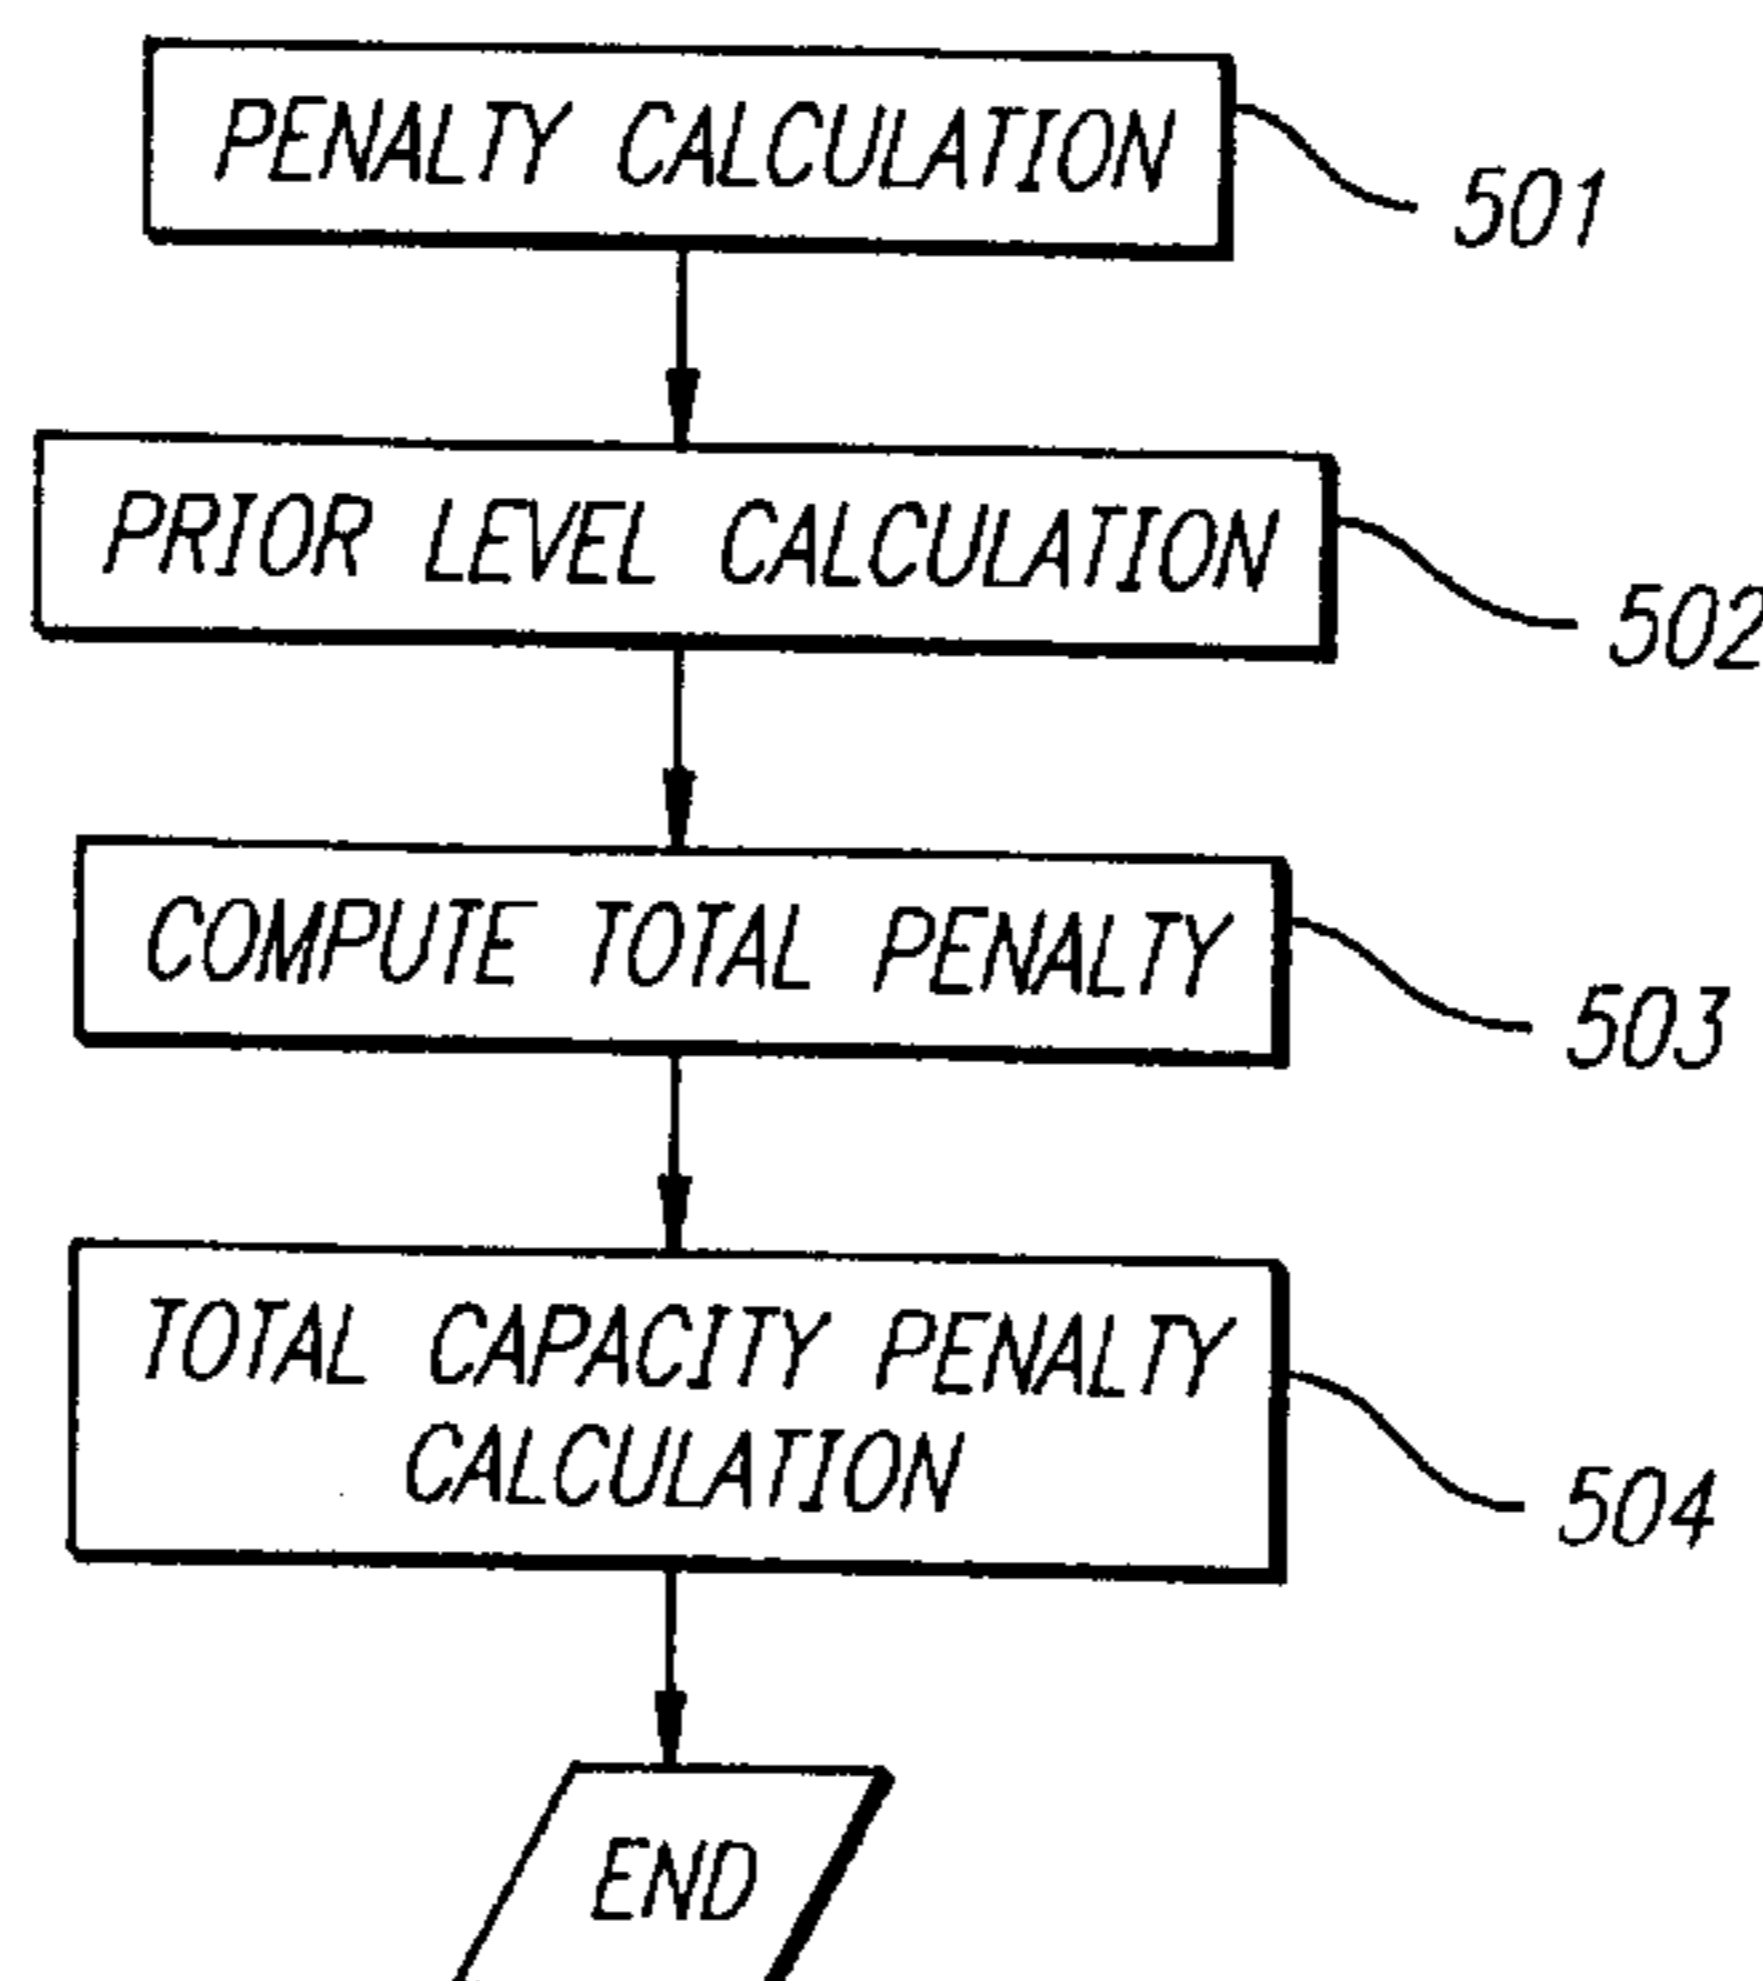 PENALTY CALCULATION
501
PRIOR LEVEL CALCULATION
502
COMPUTE TOTAL PENALTY
503
TOTAL CAPACITY PENALTY
CALCULATION
504
END